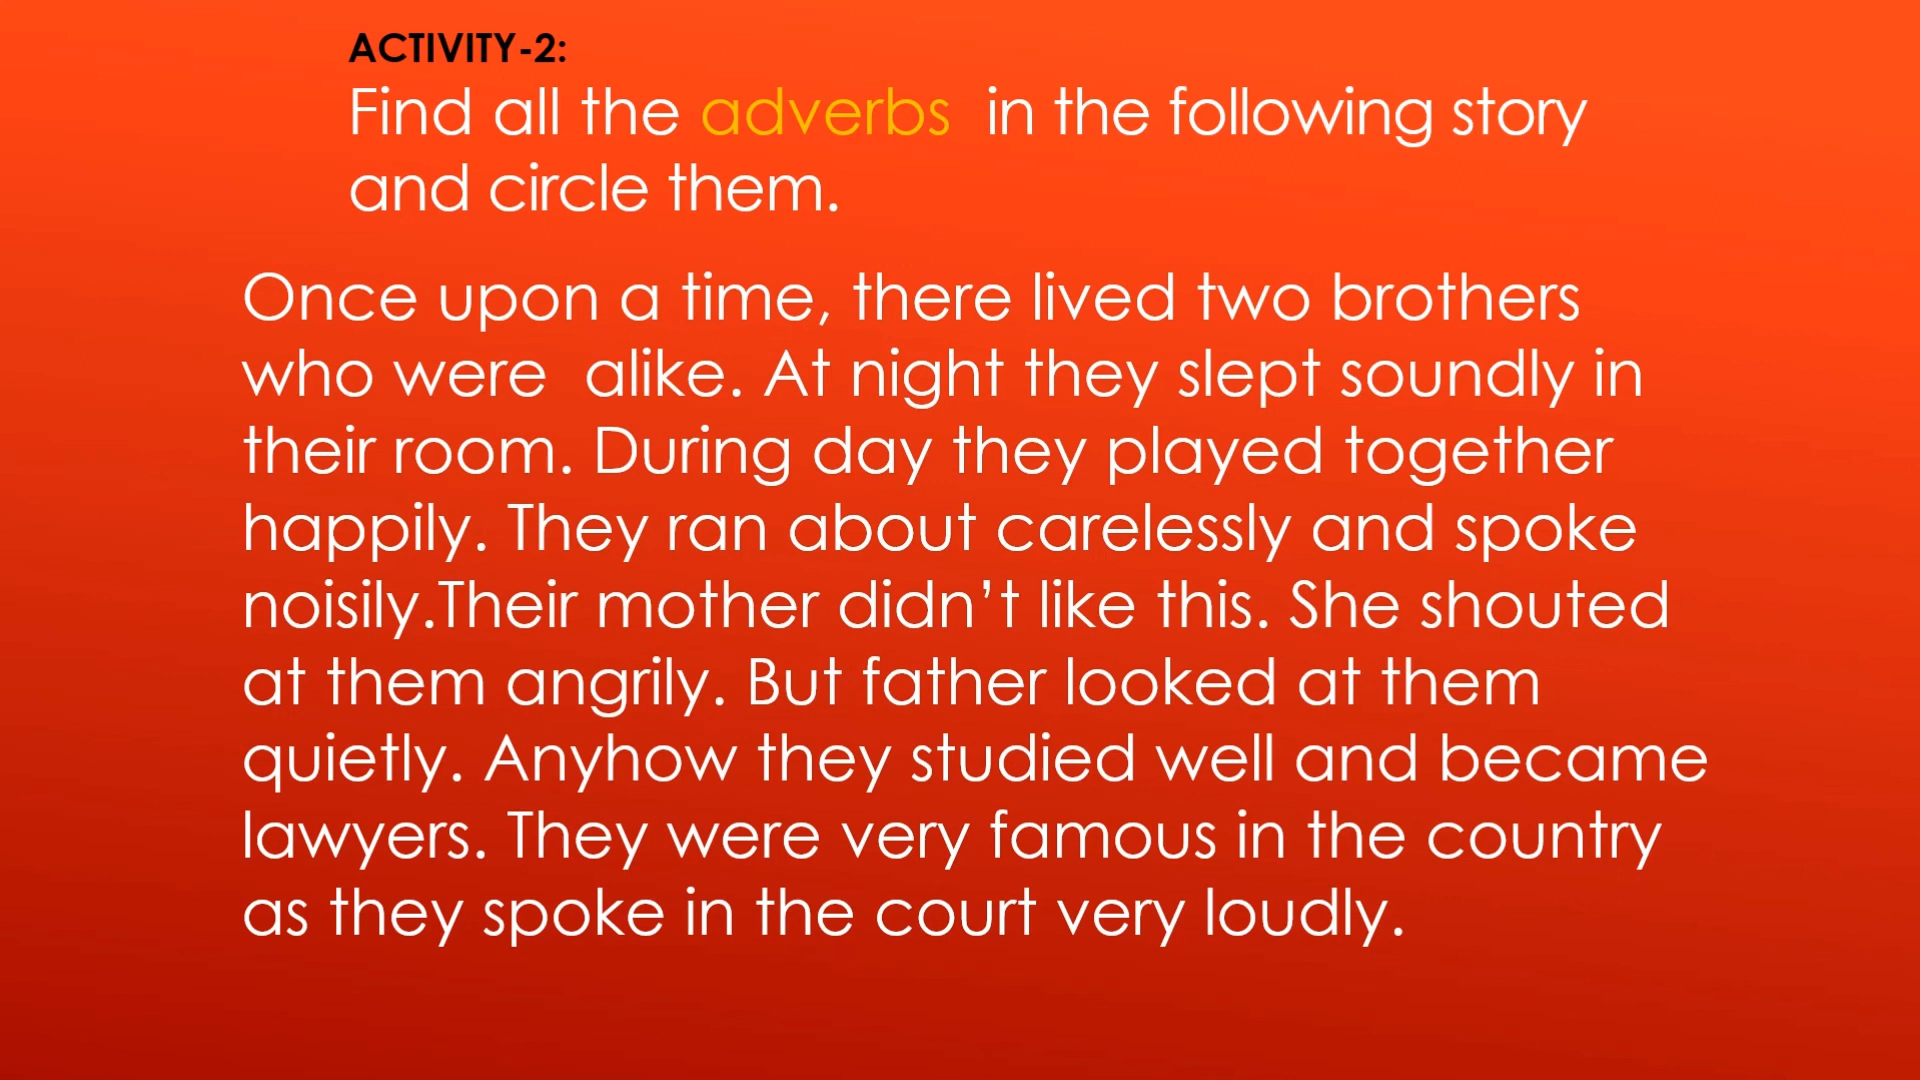 ACTIVITY-2:
Find all the adverbs in the following story
and circle them.
Once upon a time, there lived two brothers
who were alike. At night they slept soundly in
their room. During day they played together
happily. They ran about carelessly and spoke
noisily.Their mother didn’t like this. She shouted
at them angrily. But father looked at them
quietly. Anyhow they studied well and became
lawyers. They were very famous in the country
as they spoke in the court very loudly.